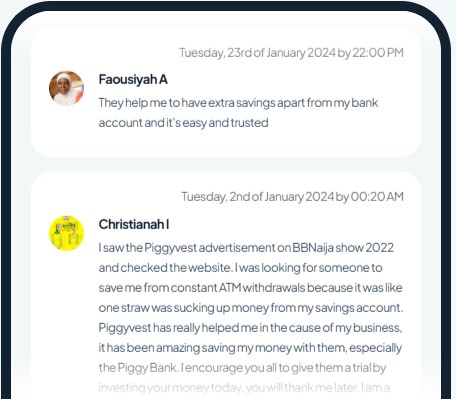 Tuesday, 23rd of January 2024 by 22:00 PM
Faousiyah A
They help me to have extra savings apart from my bank
account and it's easy and trusted
Tuesday, 2nd of January 2024 by 00:20 AM
Christianah I
I saw the Piggyvest advertisement on BBNaija show 2022
and checked the website. I was looking for someone to
save me from constant ATM withdrawals because it was like
one straw was sucking up money from my savings account.
Piggyvest has really helped me in the cause of my business,
it has been amazing saving my money with them, especially
the Piggy Bank. I encourage you all to give them a trial by
investing your money today, you will thank me later. I am a